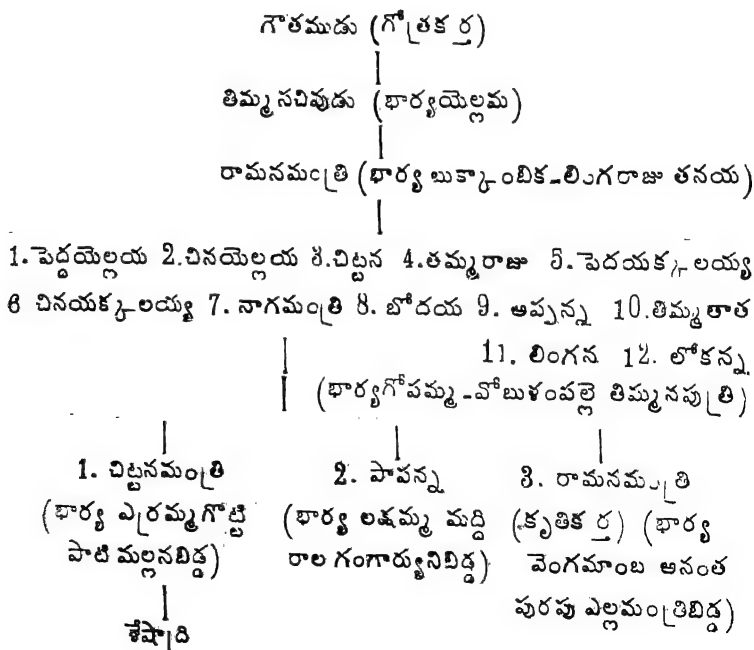 గౌతముడు (గోత్రకర్త)
తిమ్మసచివుడు (భార్యయెల్లమ)
రామనమంత్రి (భార్య బుక్కాంబిక-లింగరాజు తనయ)
1.పెద్దయెల్లయ 2.చినయెల్లయ 3.చిట్టన 4.తమ్మరాజు 5.పెదయక్కలయ్య
6 చినయక్కలయ్య 7. నాగమంత్రి 8. బోదయ 9. అప్పన్న 10.తిమ్మతాత
11. లింగన 12. లోకన్న
(భార్యగోపమ్మ-వోబుళంపల్లె తిమ్మనపుత్రి)
1. చిట్టనమంత్రి 2. పాపన్న 3. రామనమంత్రి
(భార్య ఎర్రమ్మగొట్టి (భార్య లక్షమ్మ మద్ది (కృతికర్త) (భార్య
పాటి మల్లనబిడ్డ) రాల గంగార్యునిబిడ్డ) వెంగమాంబ అనంత
పురపు ఎల్లమంత్రిబిడ్డ)
శేషాద్రి